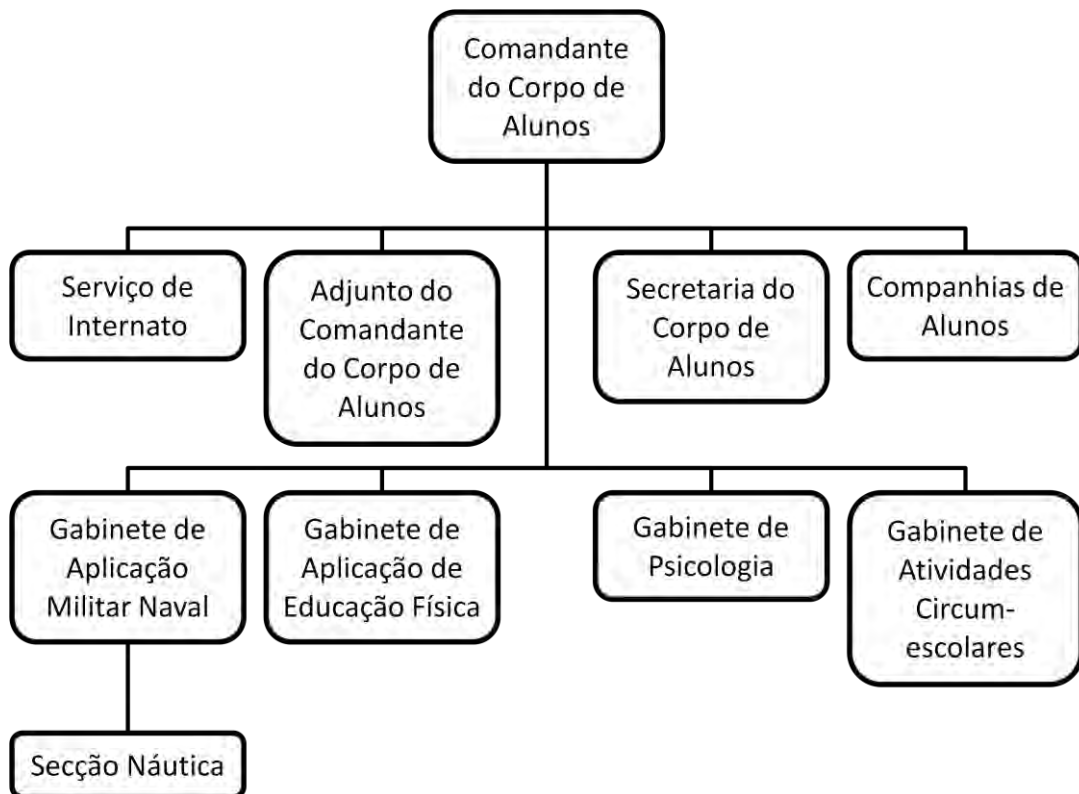 Comandante
do Corpo de
Alunos
Serviço de
Internato
Adjunto do
Comandante
do Corpo de
Alunos
Secretaria do
Corpo de
Alunos
Companhias de
Alunos
Gabinete de
Aplicação
Militar Naval
Gabinete de
Aplicação de
Educação Física
Gabinete de
Psicologia
Gabinete de
Atividades
Circum-
escolares
Secção Náutica